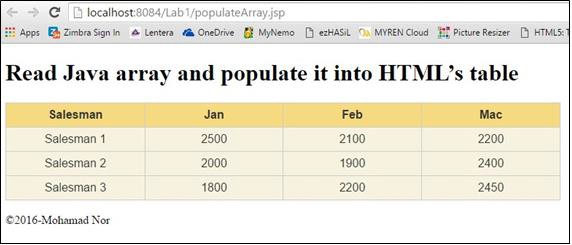 localhost:8084/Lab1/populateArray.jsp
Apps Zimbra Sign In Lentera OneDrive MyNemo ezHASiL MYREN Cloud Picture Resizer HTML5: T
Read Java array and populate it into HTML’s table
Salesman Jan Feb Mac
Salesman 1 2500 2100 2200
Salesman 2 2000 1900 2400
Salesman 3 1800 2200 2450
©2016-Mohamad Nor